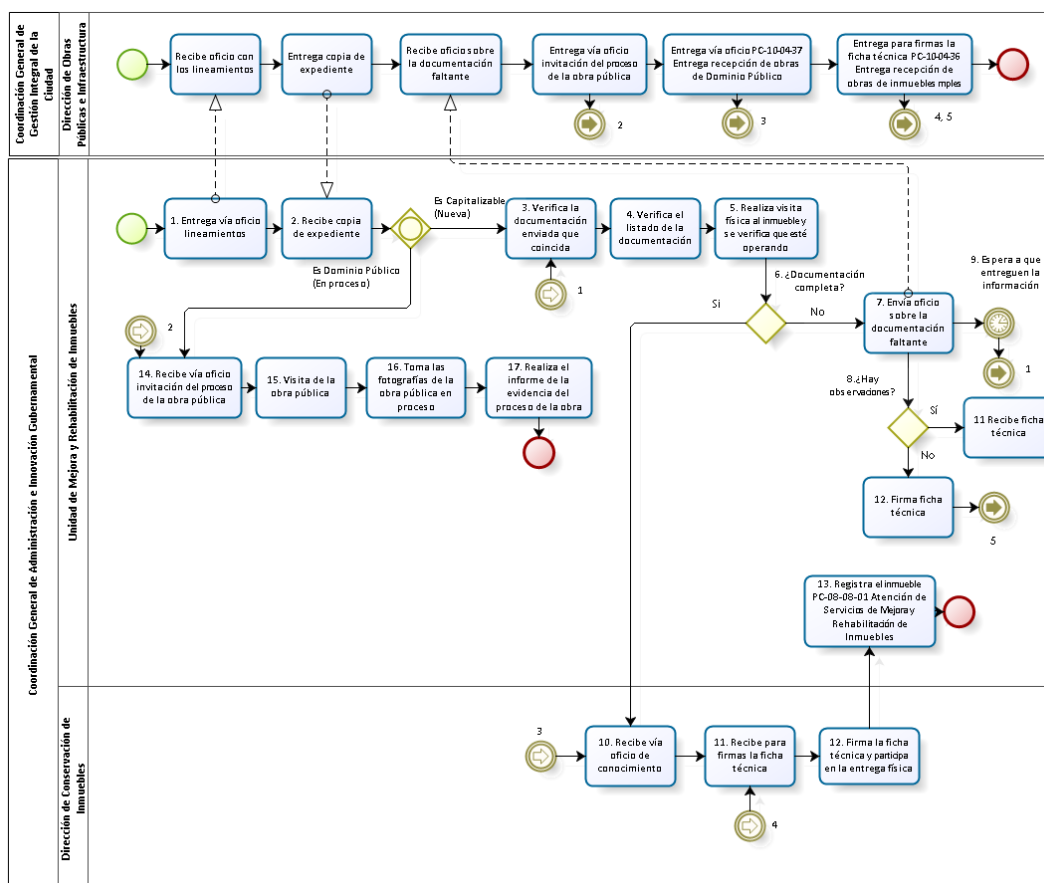 Coordinación General de
Gestión Integral de la
Ciudad
Dirección de Obras
Públicas e Infraestructura
Recibe oficio con
los lineamientos
Entrega copia de
expediente
Recibe oficio sobre
la documentación
faltante
Entrega vía oficio
invitación del proceso
de la obra pública
Entrega vía oficio PC-10-04-37
Entrega recepción de obras
de Dominio Público
Entrega para firmas la
ficha técnica PC-10-04-36
Entrega recepción de
obras de inmuebles mples
2
3
4, 5
Coordinación General de Administración e Innovación Gubernamental
Unidad de Mejora y Rehabilitación de Inmuebles
1. Entrega vía oficio
lineamientos
2. Recibe copia
de expediente
Es Capitalizable
(Nueva)
3. Verifica la
documentación
enviada que
coincida
4. Verifica el
listado de la
documentación
5. Realiza visita
física al inmueble y
se verifica que esté
operando
Es Dominio Público
(En proceso)
1
6. ¿Documentación
completa?
9. Espera a que
entreguen la
información
Si
No
7. Envía oficio
sobre la
documentación
faltante
2
1
14. Recibe vía oficio
invitación del proceso
de la obra pública
15. Visita de la
obra pública
16. Toma las
fotografías de la
obra pública en
proceso
17. Realiza el
informe de la
evidencia del
proceso de la obra
8.¿Hay
observaciones?
Sí
11 Recibe ficha
técnica
No
12. Firma ficha
técnica
5
13. Registra el inmueble
PC-08-08-01 Atención de
Servicios de Mejora y
Rehabilitación de
Inmuebles
Dirección de Conservación de
Inmuebles
3
10. Recibe vía
oficio de
conocimiento
11. Recibe para
firmas la ficha
técnica
12. Firma la ficha
técnica y participa
en la entrega física
4